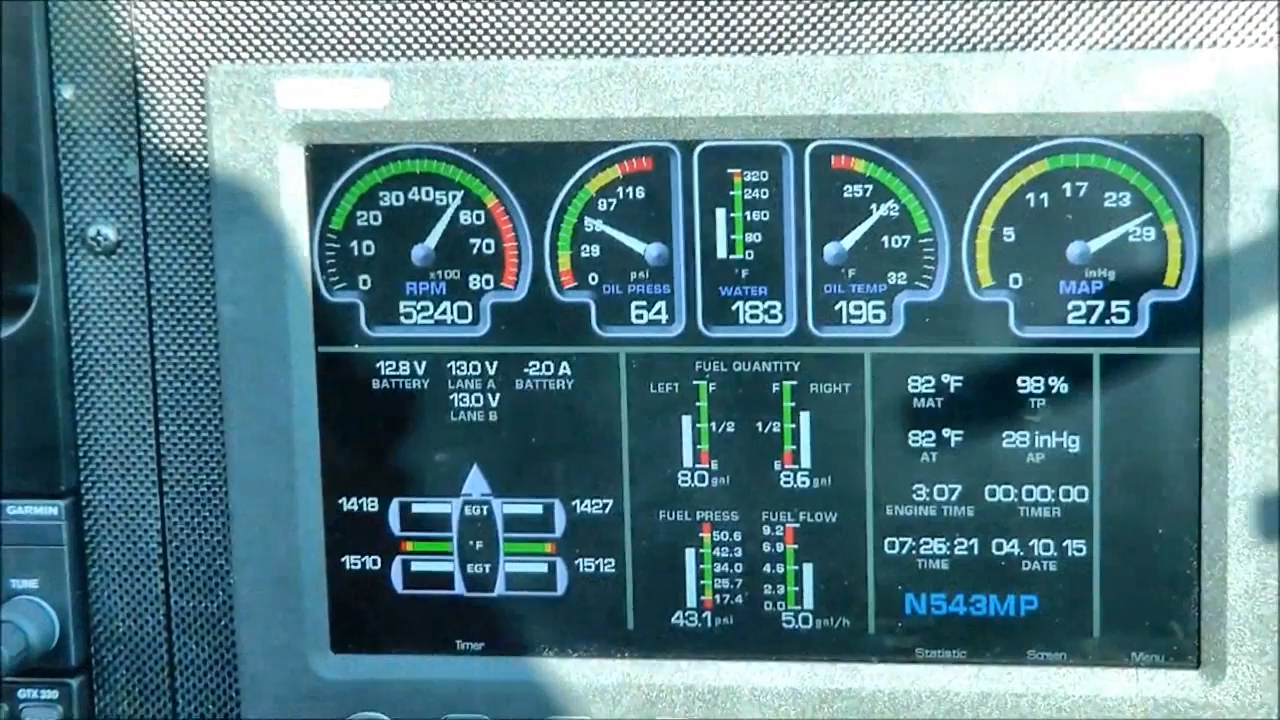 30 40 50
20 60
10 70
0 x100 80
RPM
5240
116
87
58
29
0
psi
OIL PRESS
64
320
240
160
80
0
°F
WATER
183
257
182
107
32
°F
OIL TEMP
196
17
11 23
5 29
0 inHg
MAP
27.5
12.8 V 13.0 V -2.0 A
BATTERY LANE A BATTERY
13.0 V
LANE B
1418 EGT 1427
°F
1510 EGT 1512
Timer
FUEL QUANTITY
LEFT F F RIGHT
1/2 1/2
E E
8.0 gal 8.6 gal
FUEL PRESS FUEL FLOW
50.6 9.2
42.3 6.9
34.0 4.6
25.7 2.3
17.4 0.0
43.1 psi 5.0 gal/h
82 °F 98 %
MAT TP
82 °F 28 inHg
AT AP
3:07 00:00:00
ENGINE TIME TIMER
07:26:21 04.10.15
TIME DATE
N543MP
Statistic Screen Menu
GARMIN
TUNE
GTX 330